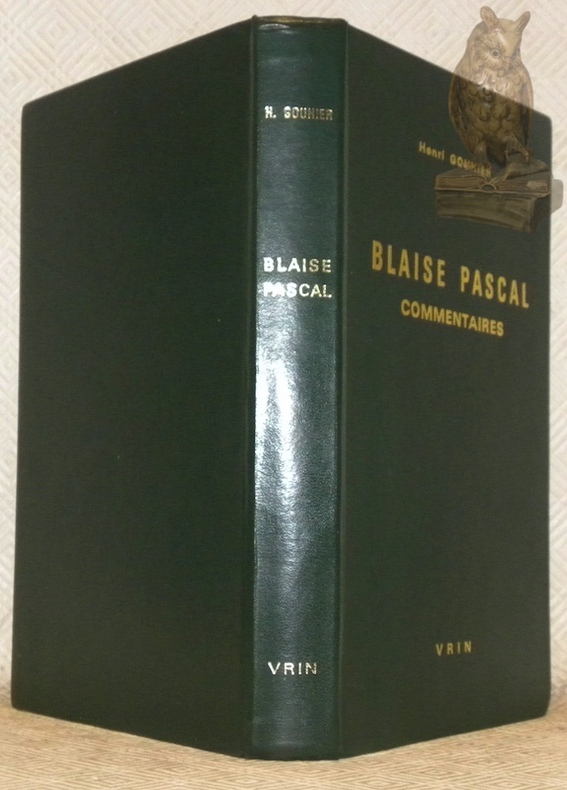 H. GOUHIER
BLAISE
PASCAL
VRIN
Henri GOUHIER
BLAISE PASCAL
COMMENTAIRES
VRIN